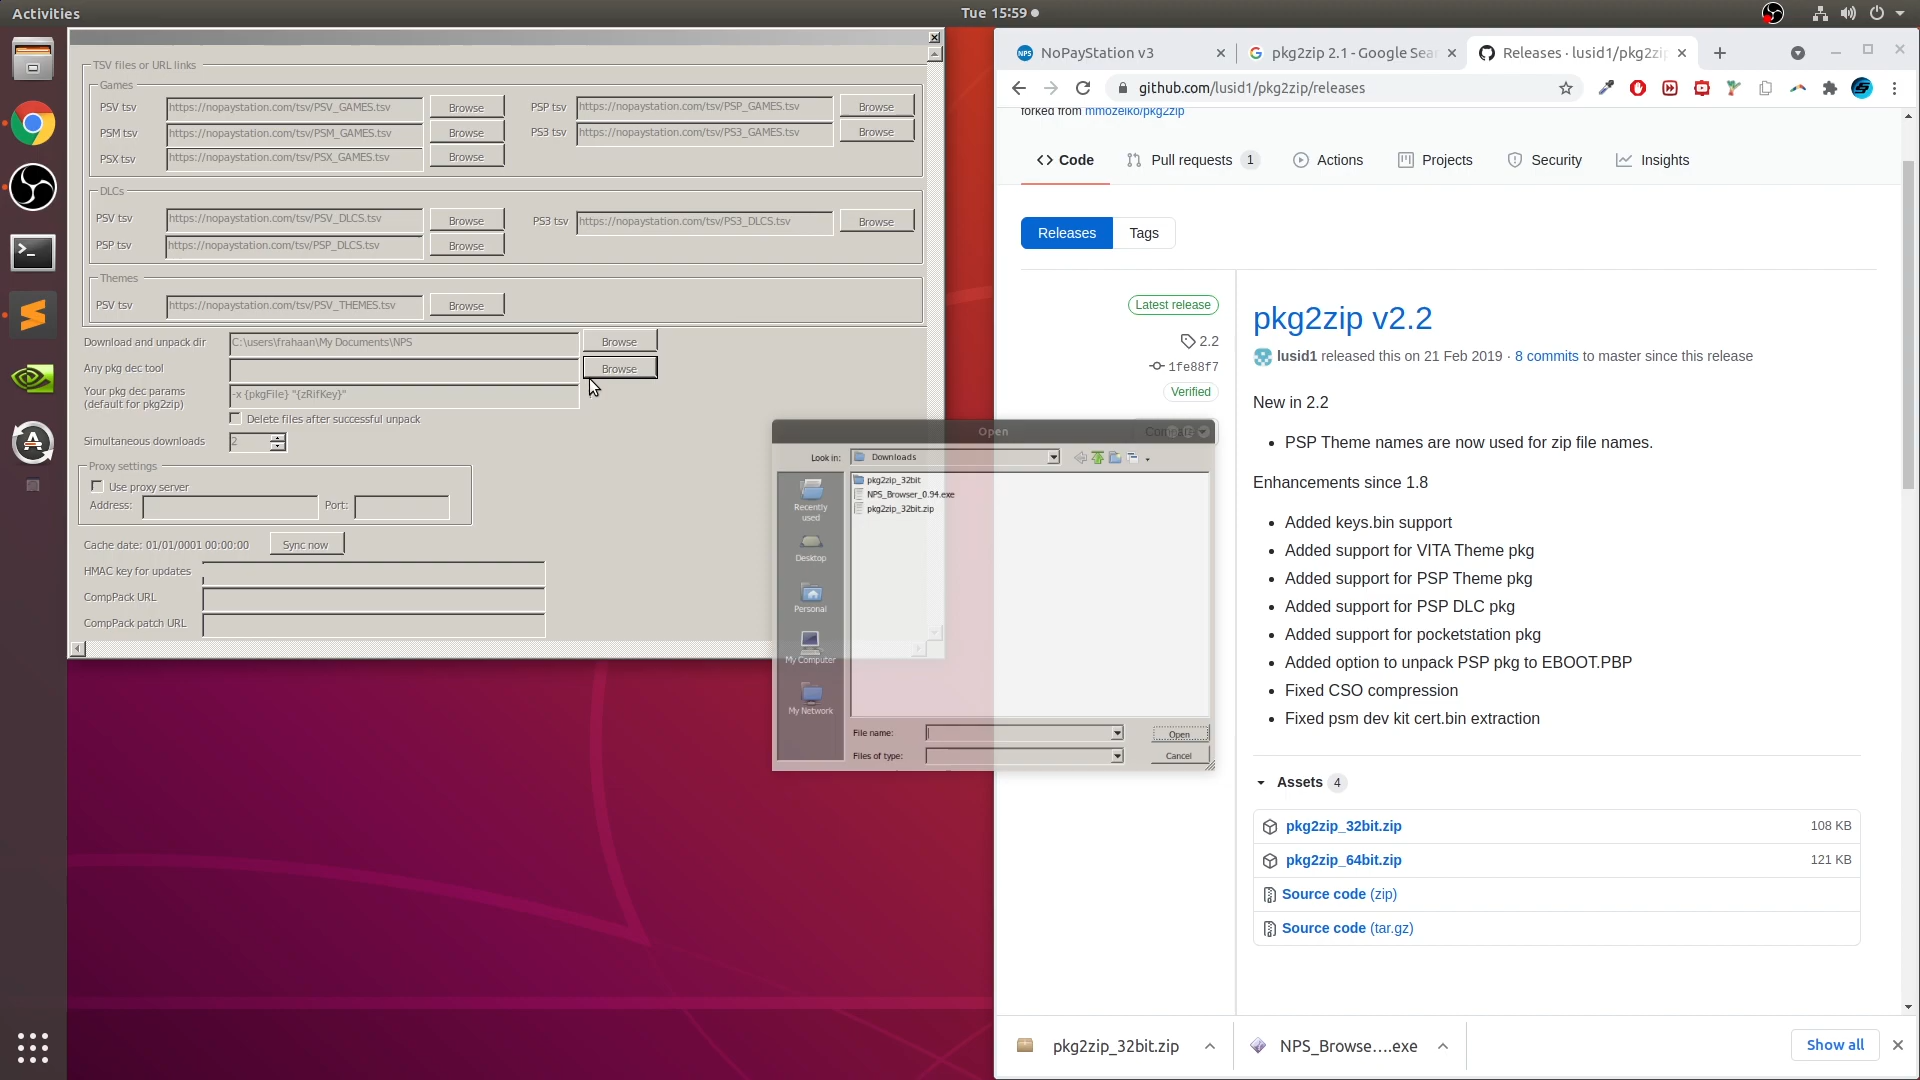 Activities
Tue 15:59
TSV files or URL links
Games
PSV tsv https://nopaystation.com/tsv/PSV_GAMES.tsv Browse PSP tsv https://nopaystation.com/tsv/PSP_GAMES.tsv Browse
PSM tsv https://nopaystation.com/tsv/PSM_GAMES.tsv Browse PS3 tsv https://nopaystation.com/tsv/PS3_GAMES.tsv Browse
PSX tsv https://nopaystation.com/tsv/PSX_GAMES.tsv Browse
DLCs
PSV tsv https://nopaystation.com/tsv/PSV_DLCS.tsv Browse PS3 tsv https://nopaystation.com/tsv/PS3_DLCS.tsv Browse
PSP tsv https://nopaystation.com/tsv/PSP_DLCS.tsv Browse
Themes
PSV tsv https://nopaystation.com/tsv/PSV_THEMES.tsv Browse
Download and unpack dir C:\users\frahaan\My Documents\NPS Browse
Any pkg dec tool Browse
Your pkg dec params
(default for pkg2zip) -x {pkgFile} "{zRifKey}"
Delete files after successful unpack
Simultaneous downloads 2
Proxy settings
Use proxy server
Address: Port:
Cache date: 01/01/0001 00:00:00 Sync now
HMAC key for updates
CompPack URL
CompPack patch URL
Open
Look in: Downloads
Recently used
Desktop
Personal
My Computer
My Network
pkg2zip_32bit
NPS_Browser_0.94.exe
pkg2zip_32bit.zip
File name: Open
Files of type: Cancel
NPS NoPayStation v3
pkg2zip 2.1 - Google Sear
Releases · lusid1/pkg2zip
github.com/lusid1/pkg2zip/releases
forked from mmozeiko/pkg2zip
Code Pull requests 1 Actions Projects Security Insights
Releases Tags
Latest release
2.2
1fe88f7
Verified
pkg2zip v2.2
lusid1 released this on 21 Feb 2019 · 8 commits to master since this release
New in 2.2
• PSP Theme names are now used for zip file names.
Enhancements since 1.8
• Added keys.bin support
• Added support for VITA Theme pkg
• Added support for PSP Theme pkg
• Added support for PSP DLC pkg
• Added support for pocketstation pkg
• Added option to unpack PSP pkg to EBOOT.PBP
• Fixed CSO compression
• Fixed psm dev kit cert.bin extraction
Assets 4
pkg2zip_32bit.zip 108 KB
pkg2zip_64bit.zip 121 KB
Source code (zip)
Source code (tar.gz)
pkg2zip_32bit.zip
NPS_Browse....exe
Show all